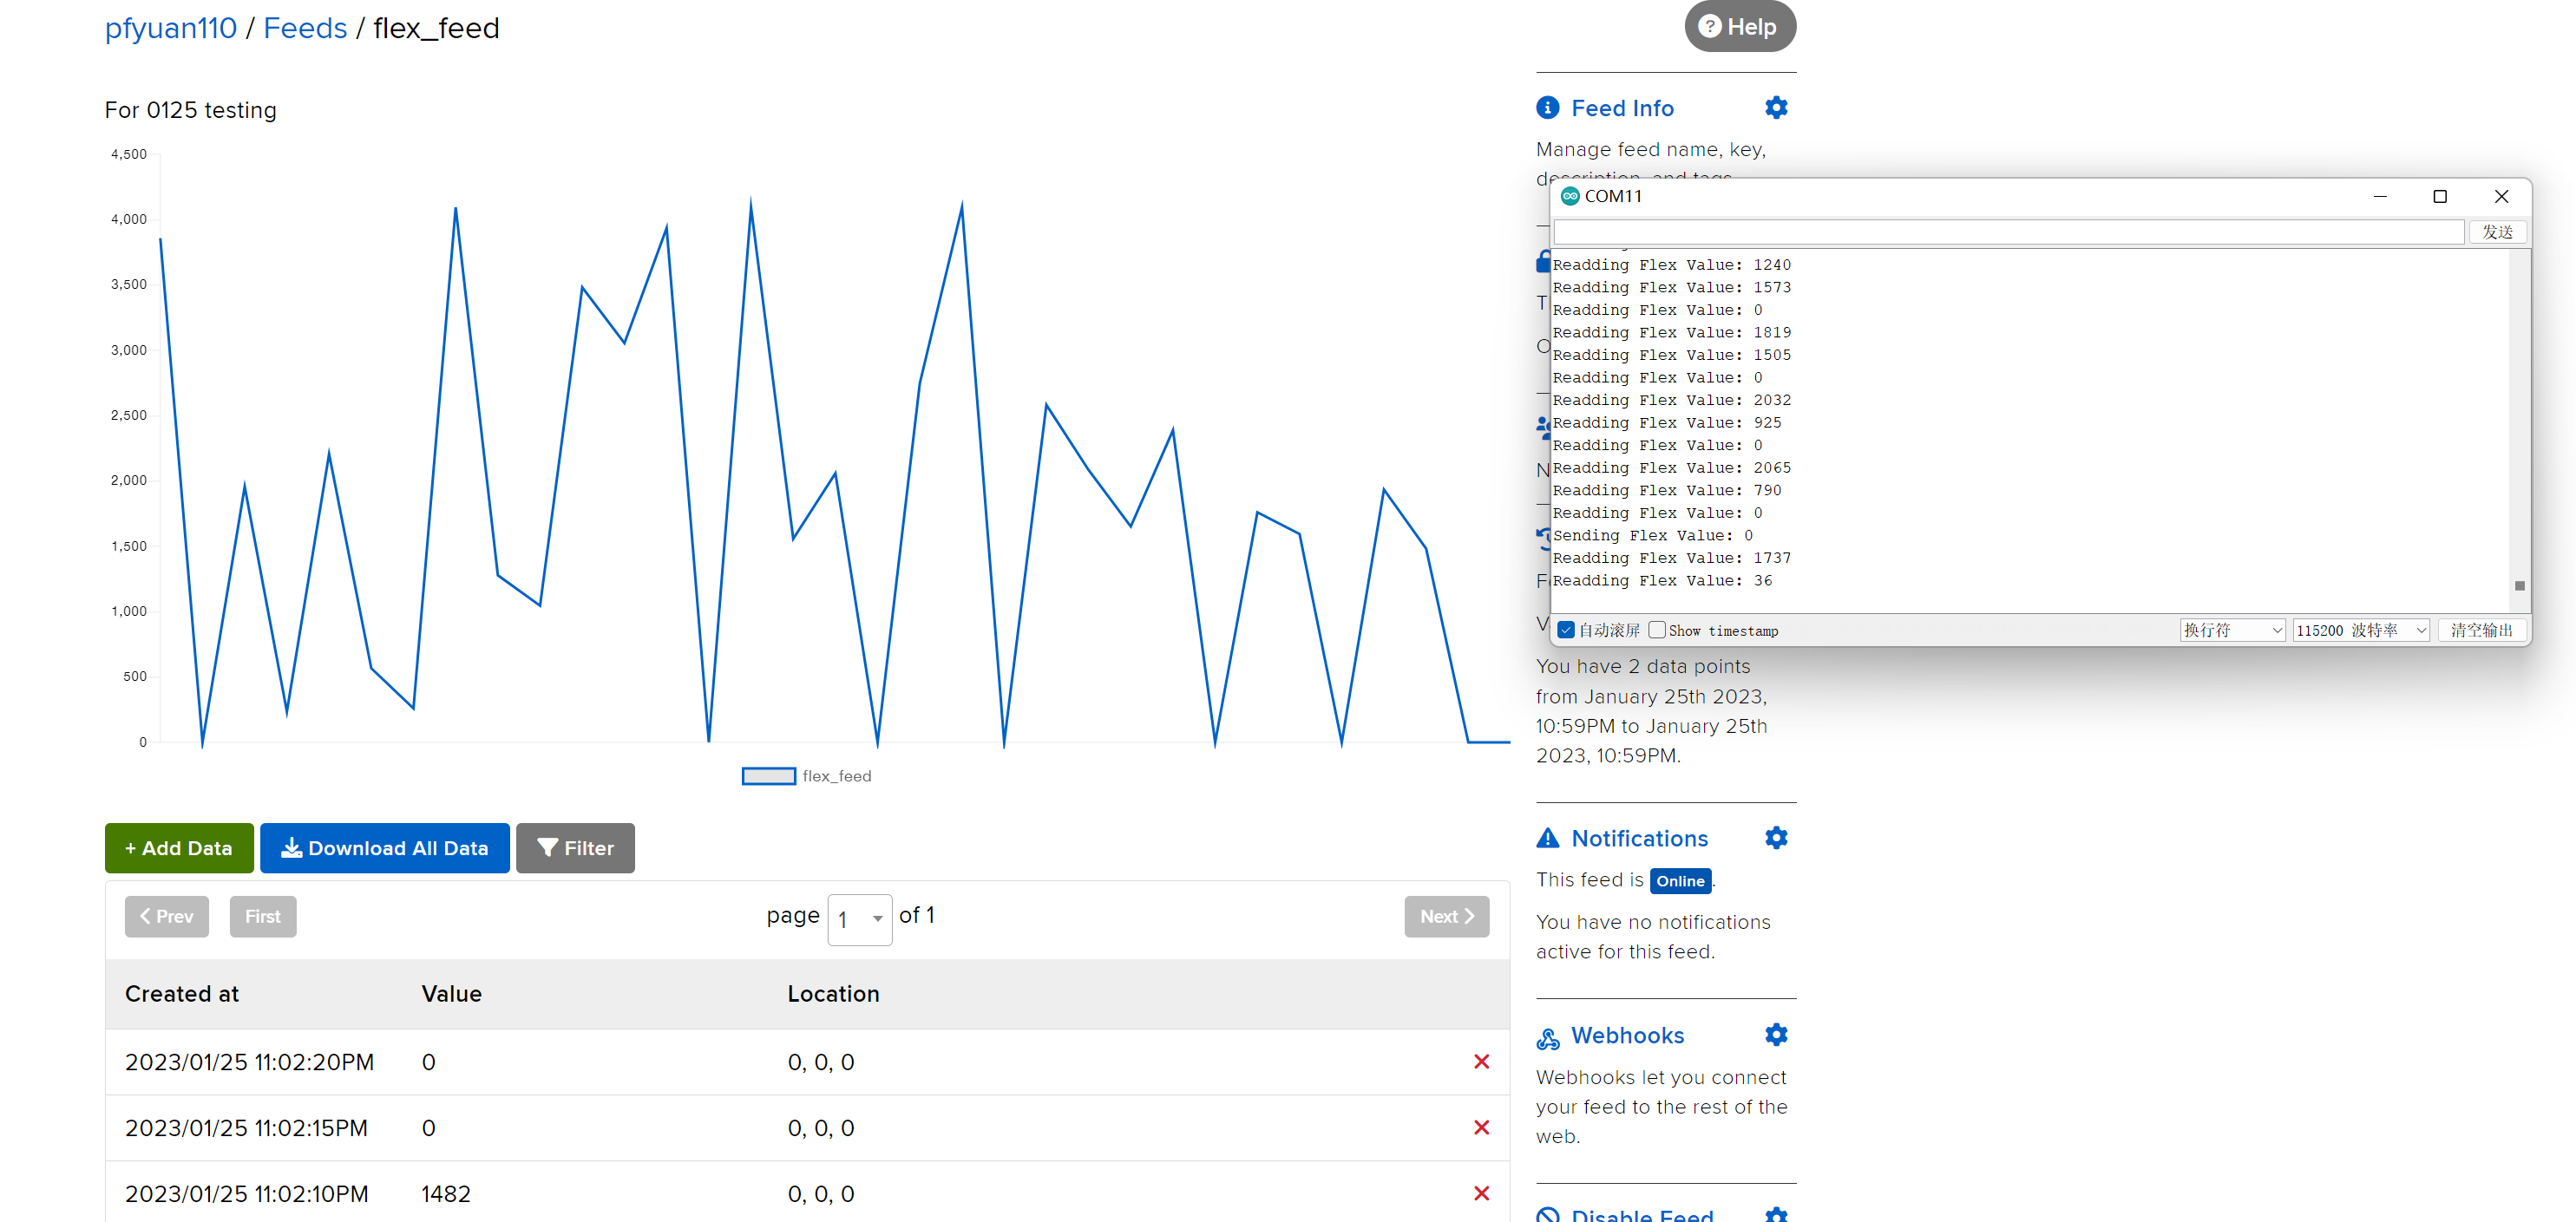 pfyuan110 / Feeds / flex_feed
Help
For 0125 testing
4,500
4,000
3,500
3,000
2,500
2,000
1,500
1,000
500
0
flex_feed
+ Add Data
Download All Data
Filter
Prev
First
page 1 of 1
Next
Created at Value Location
2023/01/25 11:02:20PM 0 0, 0, 0
2023/01/25 11:02:15PM 0 0, 0, 0
2023/01/25 11:02:10PM 1482 0, 0, 0
Feed Info
Manage feed name, key,
description, and tags
COM11
发送
Readding Flex Value: 1240
Readding Flex Value: 1573
Readding Flex Value: 0
Readding Flex Value: 1819
Readding Flex Value: 1505
Readding Flex Value: 0
Readding Flex Value: 2032
Readding Flex Value: 925
Readding Flex Value: 0
Readding Flex Value: 2065
Readding Flex Value: 790
Readding Flex Value: 0
Sending Flex Value: 0
Readding Flex Value: 1737
Readding Flex Value: 36
自动滚屏 Show timestamp
换行符
115200 波特率
清空输出
You have 2 data points
from January 25th 2023,
10:59PM to January 25th
2023, 10:59PM.
Notifications
This feed is Online.
You have no notifications
active for this feed.
Webhooks
Webhooks let you connect
your feed to the rest of the
web.
Disable Feed